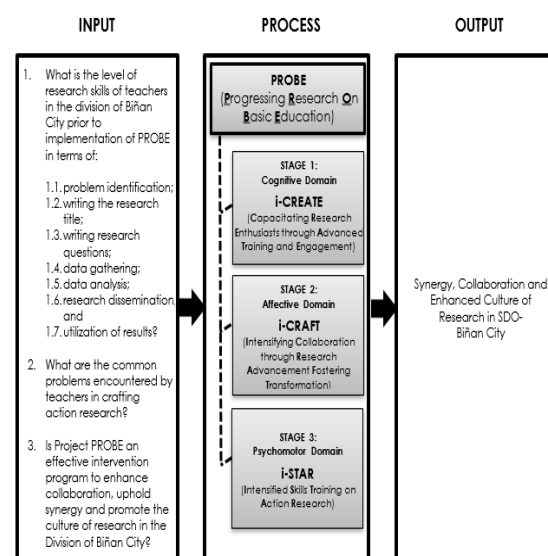 INPUT
PROCESS
OUTPUT
1. What is the level of
research skills of teachers
in the division of Biñan
City prior to
implementation of PROBE
in terms of:
1.1.problem identification;
1.2.writing the research
title;
1.3.writing research
questions;
1.4.data gathering;
1.5.data analysis;
1.6.research dissemination
and
1.7.utilization of results?
2. What are the common
problems encountered by
teachers in crafting
action research?
3. Is Project PROBE an
effective intervention
program to enhance
collaboration, uphold
synergy and promote the
culture of research in the
Division of Biñan City?
PROBE
(Progressing Research On
Basic Education)
STAGE 1:
Cognitive Domain
i-CREATE
(Capacitating Research
Enthusiasts through Advanced
Training and Engagement)
STAGE 2:
Affective Domain
i-CRAFT
(Intensifying Collaboration
through Research
Advancement Fostering
Transformation)
STAGE 3:
Psychomotor Domain
i-STAR
(Intensified Skills Training on
Action Research)
Synergy, Collaboration and
Enhanced Culture of
Research in SDO-
Biñan City